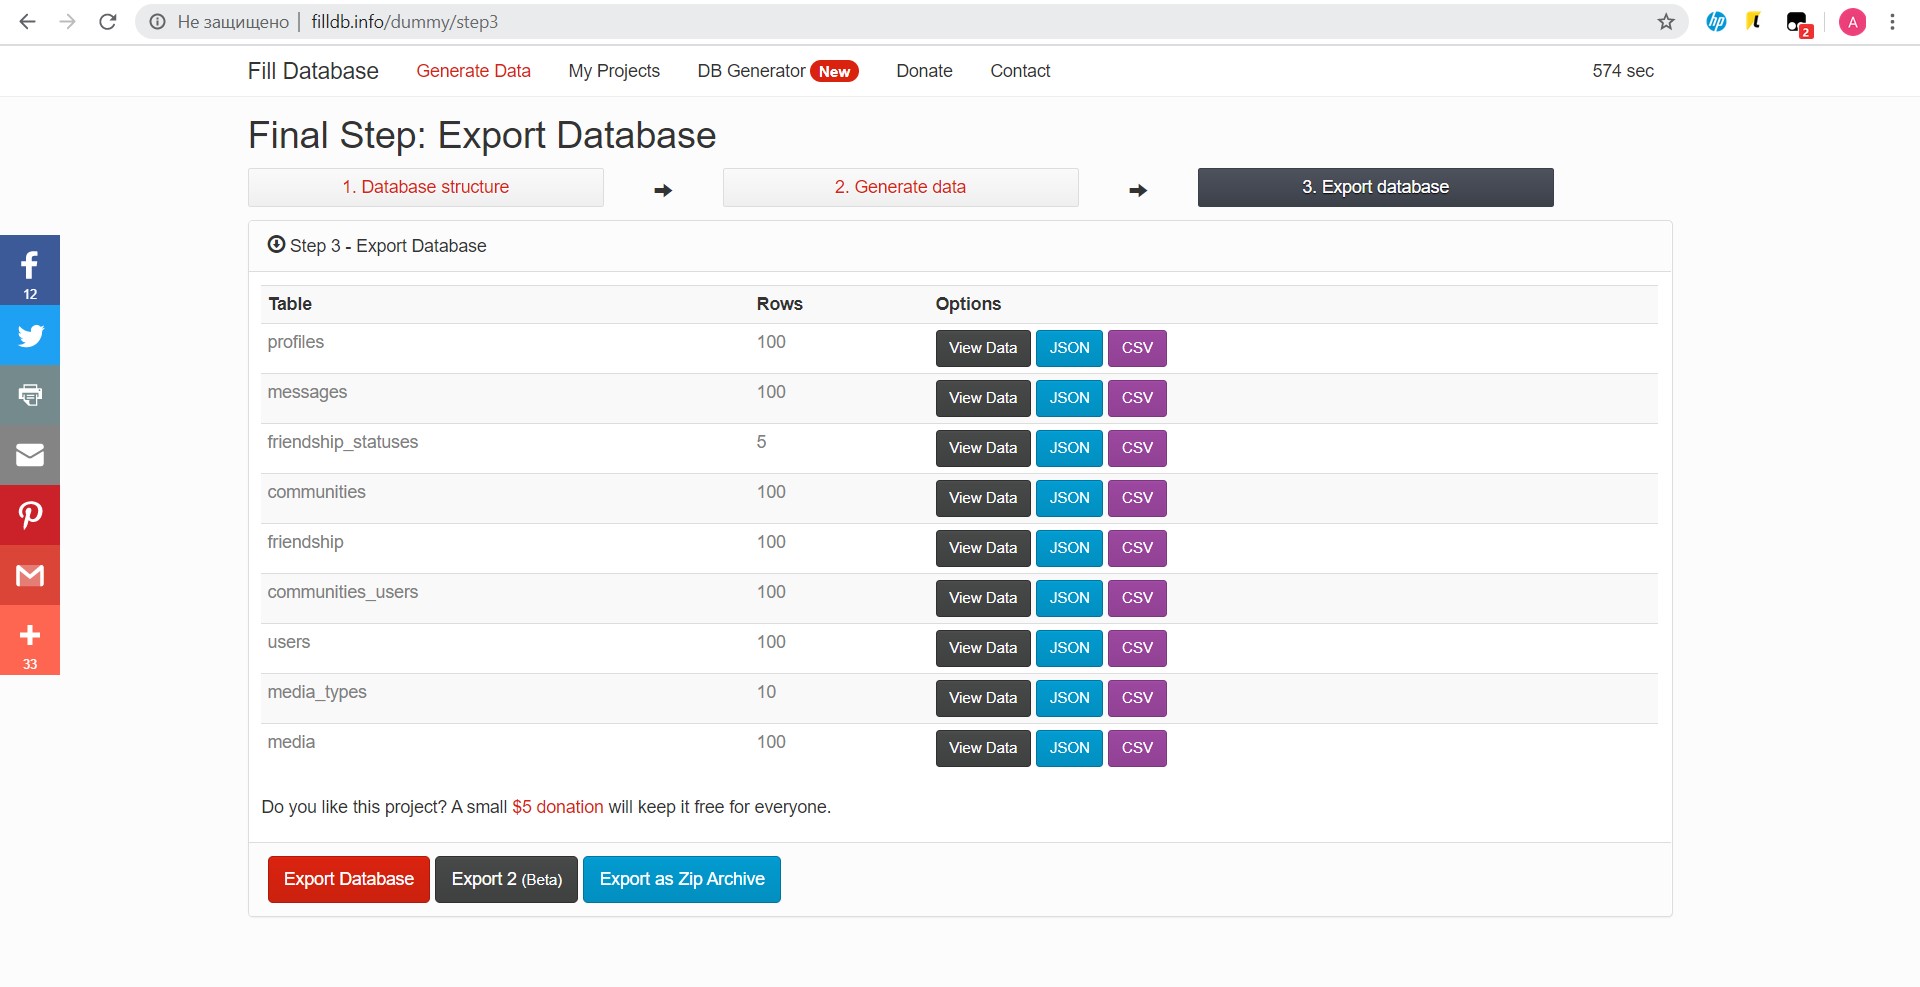 Не защищено | filldb.info/dummy/step3
hp
2
A
Fill Database Generate Data My Projects DB Generator New Donate Contact 574 sec
Final Step: Export Database
1. Database structure 2. Generate data 3. Export database
Step 3 - Export Database
Table Rows Options
profiles 100 View Data JSON CSV
messages 100 View Data JSON CSV
friendship_statuses 5 View Data JSON CSV
communities 100 View Data JSON CSV
friendship 100 View Data JSON CSV
communities_users 100 View Data JSON CSV
users 100 View Data JSON CSV
media_types 10 View Data JSON CSV
media 100 View Data JSON CSV
Do you like this project? A small $5 donation will keep it free for everyone.
Export Database Export 2 (Beta) Export as Zip Archive
12
33